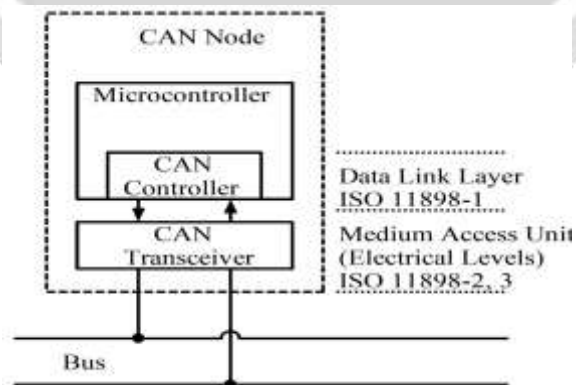 CAN Node
Microcontroller
CAN
Controller
CAN
Transceiver
Data Link Layer
ISO 11898-1
Medium Access Unit
(Electrical Levels)
ISO 11898-2, 3
Bus